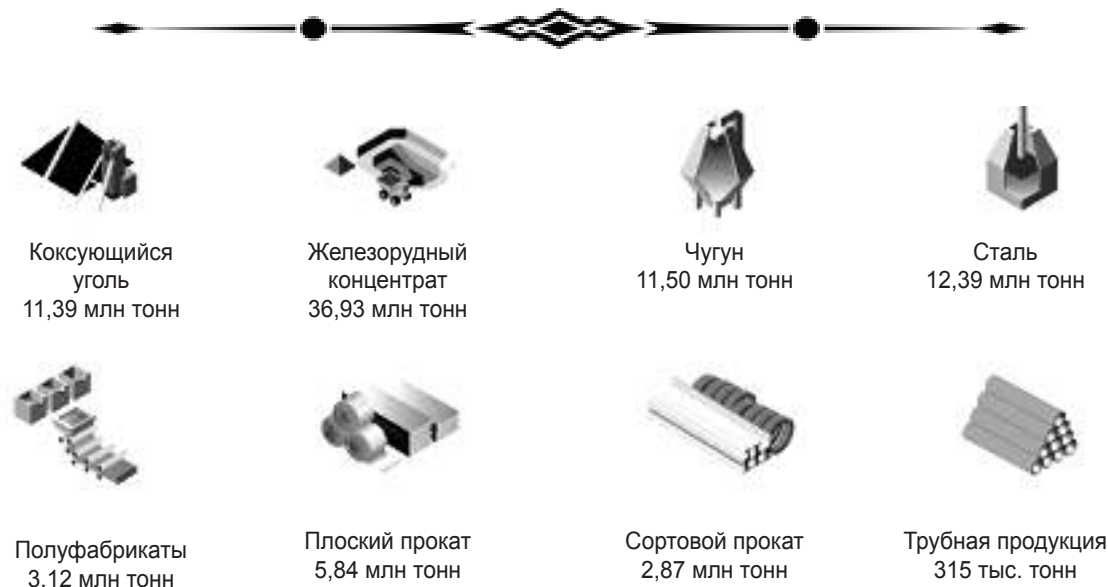 Коксующийся
уголь
11,39 млн тонн
Железорудный
концентрат
36,93 млн тонн
Чугун
11,50 млн тонн
Сталь
12,39 млн тонн
Полуфабрикаты
3,12 млн тонн
Плоский прокат
5,84 млн тонн
Сортовой прокат
2,87 млн тонн
Трубная продукция
315 тыс. тонн